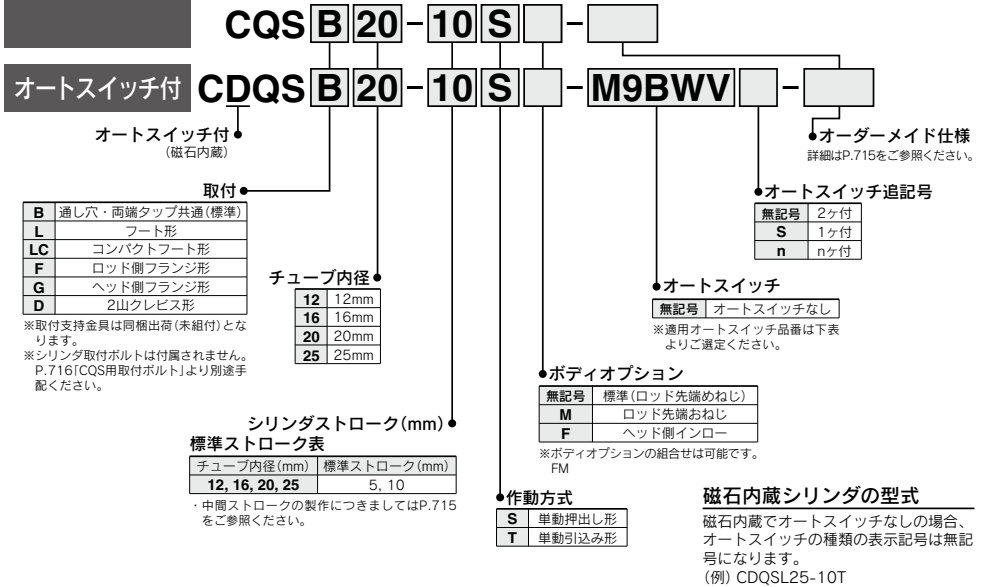 CQS B 20 - 10 S -
オートスイッチ付 CDQS B 20 - 10 S - M9BWV -
オートスイッチ付
(磁石内蔵)
取付
B 通し穴・両端タップ共通(標準)
L フート形
LC コンパクトフート形
F ロッド側フランジ形
G ヘッド側フランジ形
D 2山クレビス形
※取付支持金具は同梱出荷(未組付)とな
ります。
※シリンダ取付ボルトは付属されません。
P.716「CQS用取付ボルト」より別途手
配ください。
チューブ内径
12 12mm
16 16mm
20 20mm
25 25mm
シリンダストローク(mm)
標準ストローク表
チューブ内径(mm) 標準ストローク(mm)
12, 16, 20, 25 5, 10
・中間ストロークの製作につきましてはP.715
をご参照ください。
作動方式
S 単動押出し形
T 単動引込み形
ボディオプション
無記号 標準(ロッド先端めねじ)
M ロッド先端おねじ
F ヘッド側インロー
※ボディオプションの組合せは可能です。
FM
オートスイッチ
無記号 オートスイッチなし
※適用オートスイッチ品番は下表
よりご選定ください。
オートスイッチ追記号
無記号 2ヶ付
S 1ヶ付
n nヶ付
オーダーメイド仕様
詳細はP.715をご参照ください。
磁石内蔵シリンダの型式
磁石内蔵でオートスイッチなしの場合、
オートスイッチの種類の表示記号は無記
号になります。
(例) CDQSL25-10T